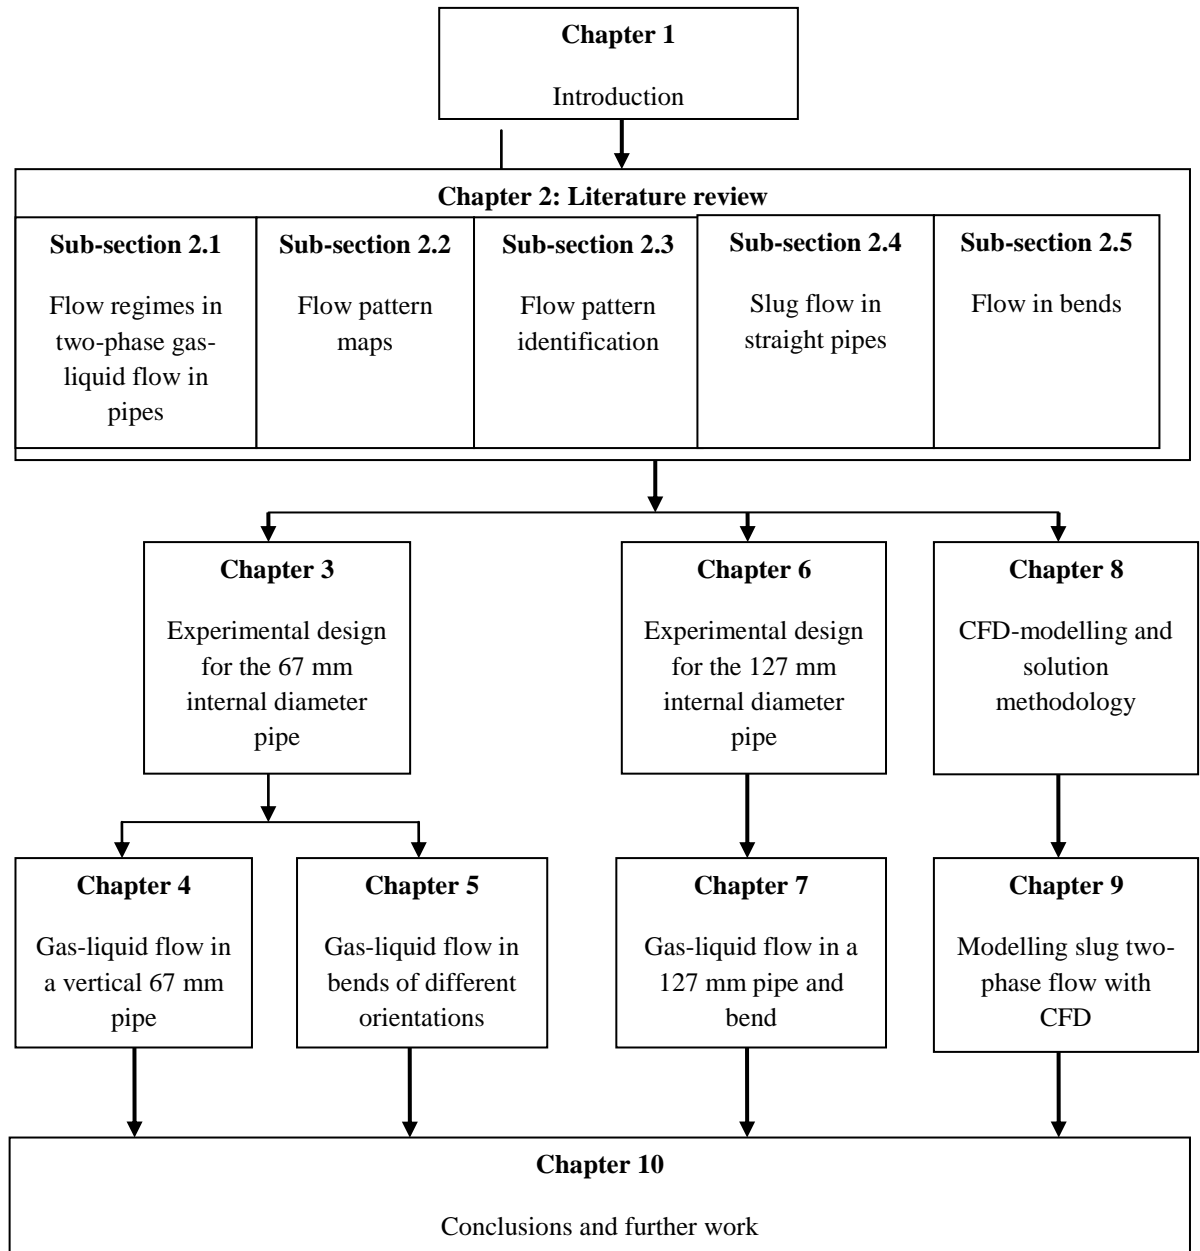 Chapter 1
Introduction
Chapter 2: Literature review
Sub-section 2.1
Flow regimes in
two-phase gas-
liquid flow in
pipes
Sub-section 2.2
Flow pattern
maps
Sub-section 2.3
Flow pattern
identification
Sub-section 2.4
Slug flow in
straight pipes
Sub-section 2.5
Flow in bends
Chapter 3
Experimental design
for the 67 mm
internal diameter
pipe
Chapter 6
Experimental design
for the 127 mm
internal diameter
pipe
Chapter 8
CFD-modelling and
solution
methodology
Chapter 4
Gas-liquid flow in
a vertical 67 mm
pipe
Chapter 5
Gas-liquid flow in
bends of different
orientations
Chapter 7
Gas-liquid flow in a
127 mm pipe and
bend
Chapter 9
Modelling slug two-
phase flow with
CFD
Chapter 10
Conclusions and further work